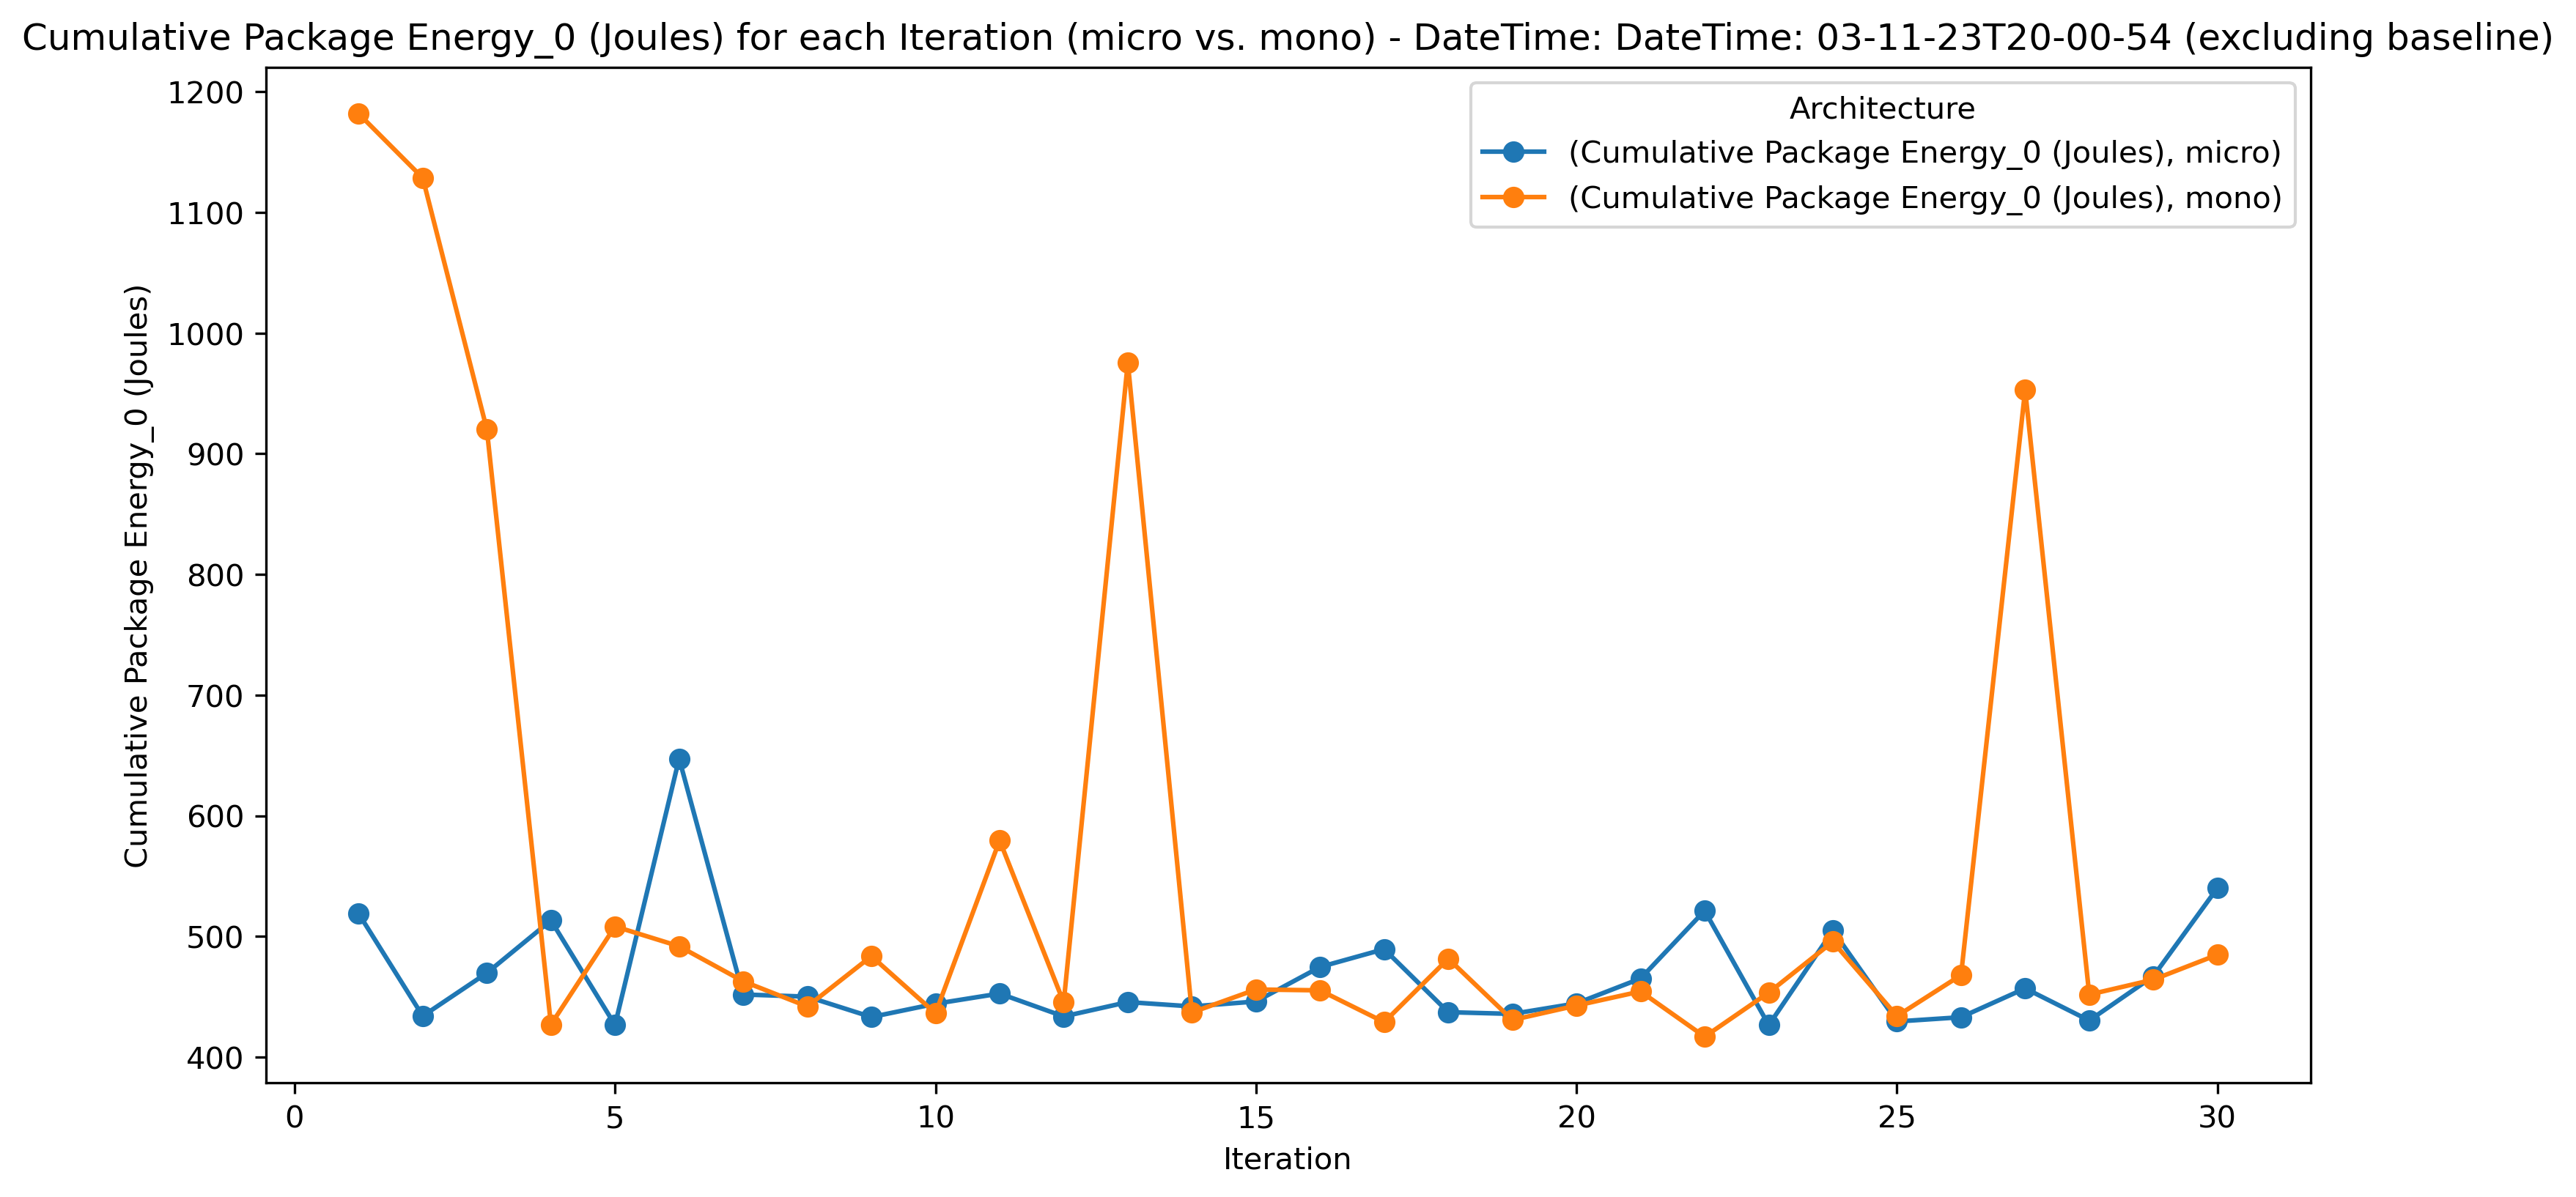 Cumulative Package Energy_0 (Joules) for each Iteration (micro vs. mono) - DateTime: DateTime: 03-11-23T20-00-54 (excluding baseline)
Architecture
(Cumulative Package Energy_0 (Joules), micro)
(Cumulative Package Energy_0 (Joules), mono)
Cumulative Package Energy_0 (Joules)
1200
1100
1000
900
800
700
600
500
400
0 5 10 15 20 25 30
Iteration